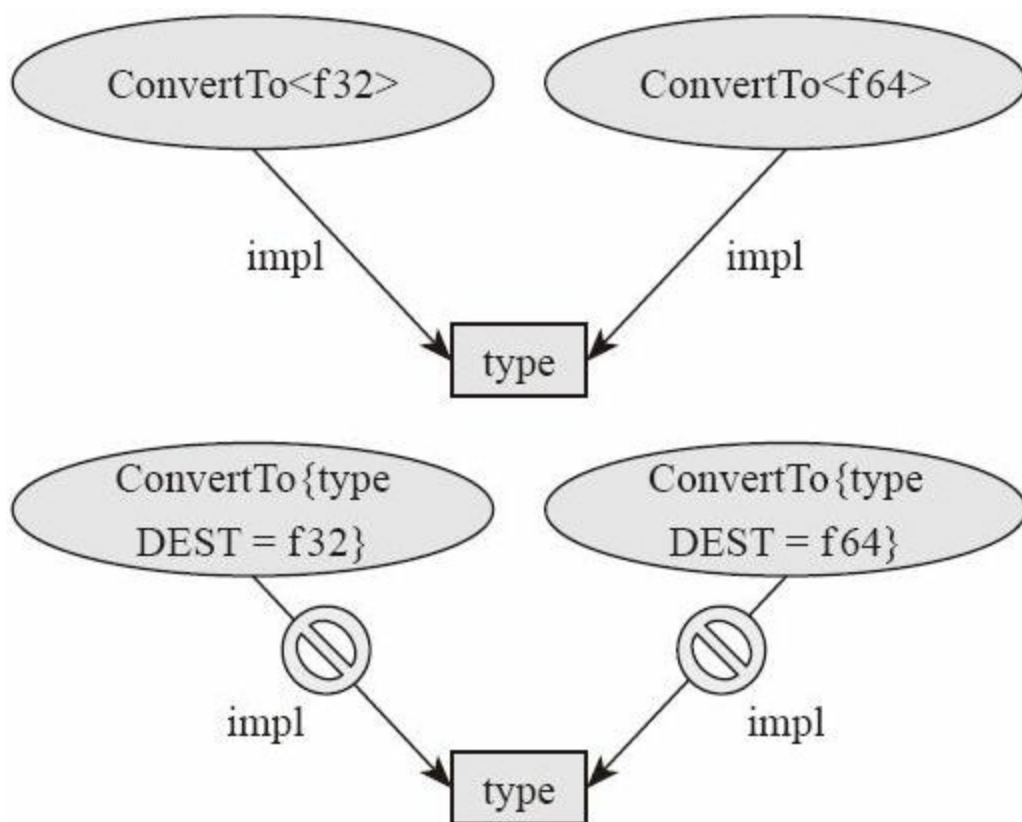 ConvertTo<f32>
ConvertTo<f64>
impl
impl
type
ConvertTo{type
DEST = f32}
ConvertTo{type
DEST = f64}
impl
impl
type